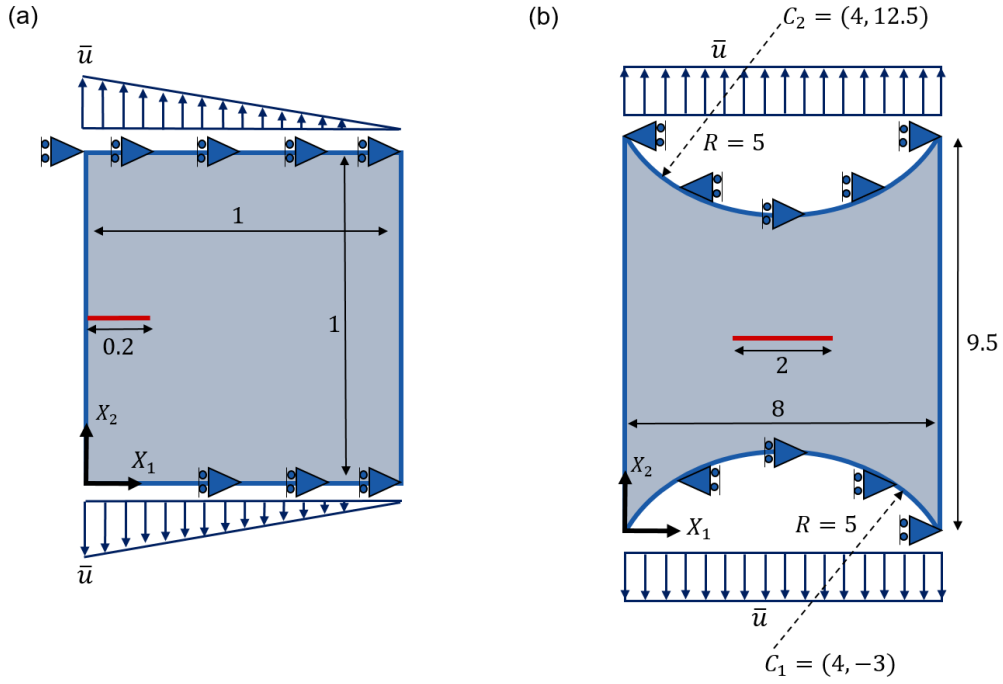 (a)
ū
1
1
0.2
X₂
X₁
ū
(b)
C₂ = (4, 12.5)
ū
R = 5
9.5
2
8
X₂
X₁
R = 5
ū
C₁ = (4, −3)